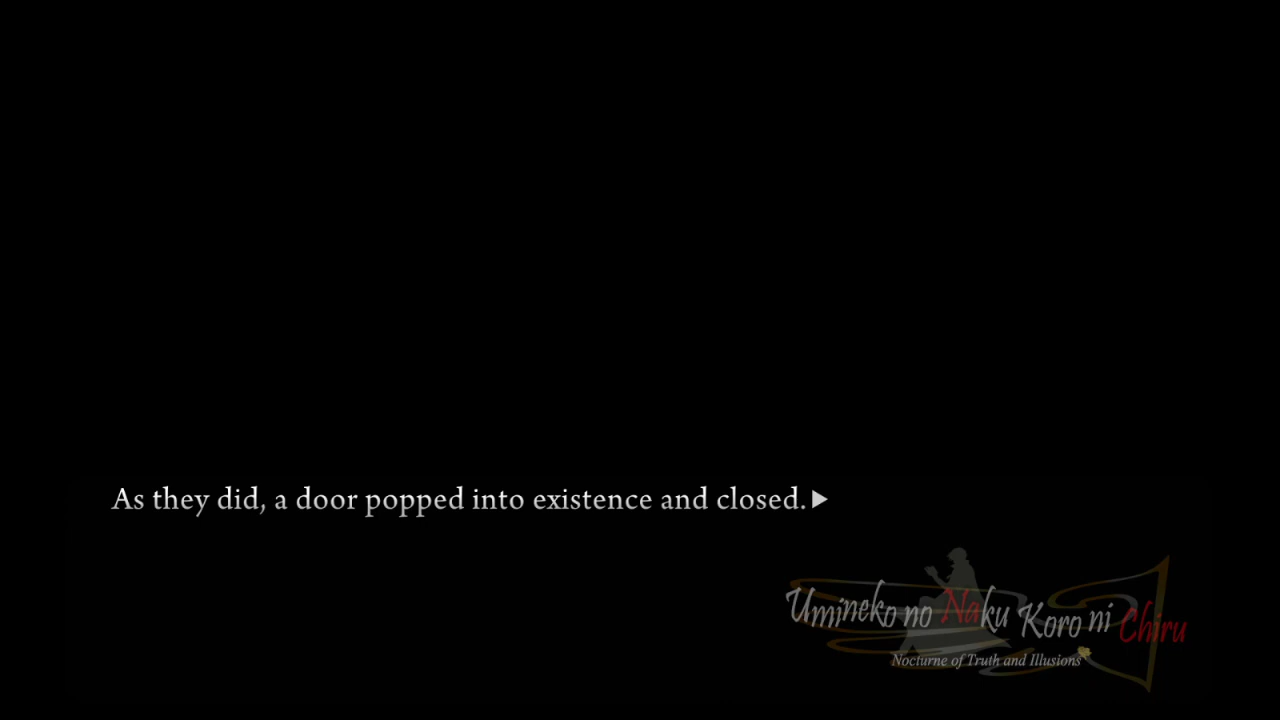 As they did, a door popped into existence and closed.
Umineko no Naku Koro ni Chiru
Nocturne of Truth and Illusions